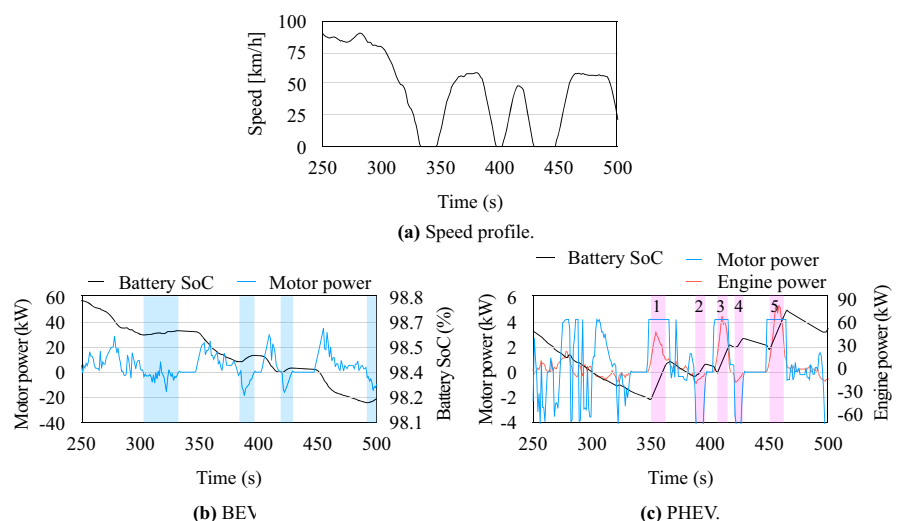 100
75
50
25
0
Speed [km/h]
250 300 350 400 450 500
Time (s)
(a) Speed profile.
Battery SoC Motor power
60
40
20
0
-20
-40
Motor power (kW)
98.8
98.7
98.5
98.4
98.2
98.1
Battery SoC (%)
250 300 350 400 450 500
Time (s)
(b) BEV
Battery SoC Motor power
Engine power
6
4
2
0
-2
-4
Motor power (kW)
1 2 3 4 5
90
60
30
0
-30
-60
Engine power (kW)
250 300 350 400 450 500
Time (s)
(c) PHEV.